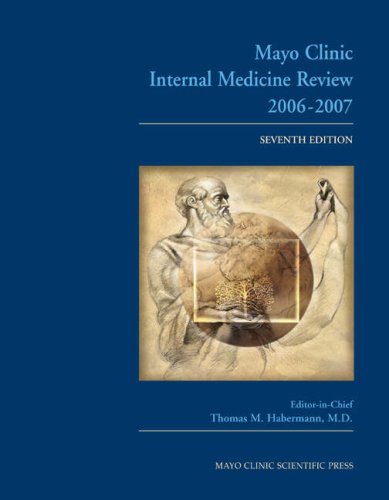 Mayo Clinic
Internal Medicine Review
2006-2007
SEVENTH EDITION
Editor-in-Chief
Thomas M. Habermann, M.D.
MAYO CLINIC SCIENTIFIC PRESS